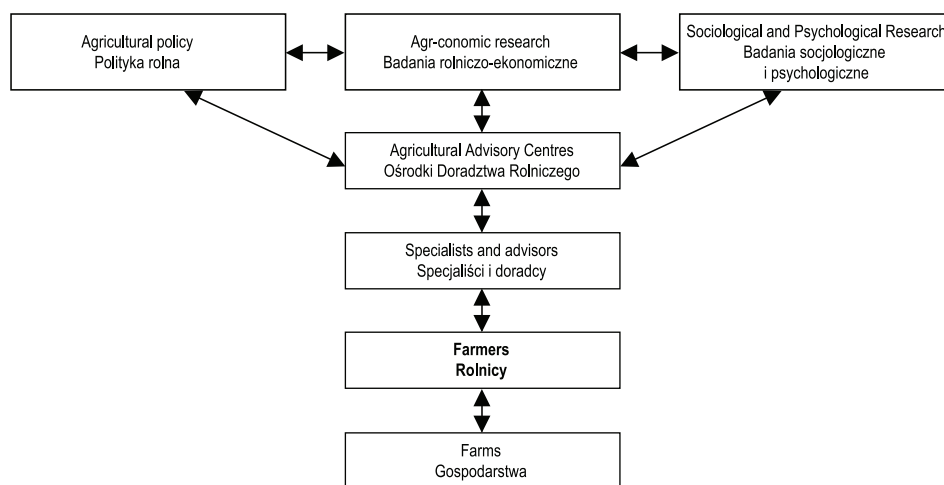 Agricultural policy
Polityka rolna
Agr-conomic research
Badania rolniczo-ekonomiczne
Sociological and Psychological Research
Badania socjologiczne
i psychologiczne
Agricultural Advisory Centres
Ośrodki Doradztwa Rolniczego
Specialists and advisors
Specjaliści i doradcy
Farmers
Rolnicy
Farms
Gospodarstwa